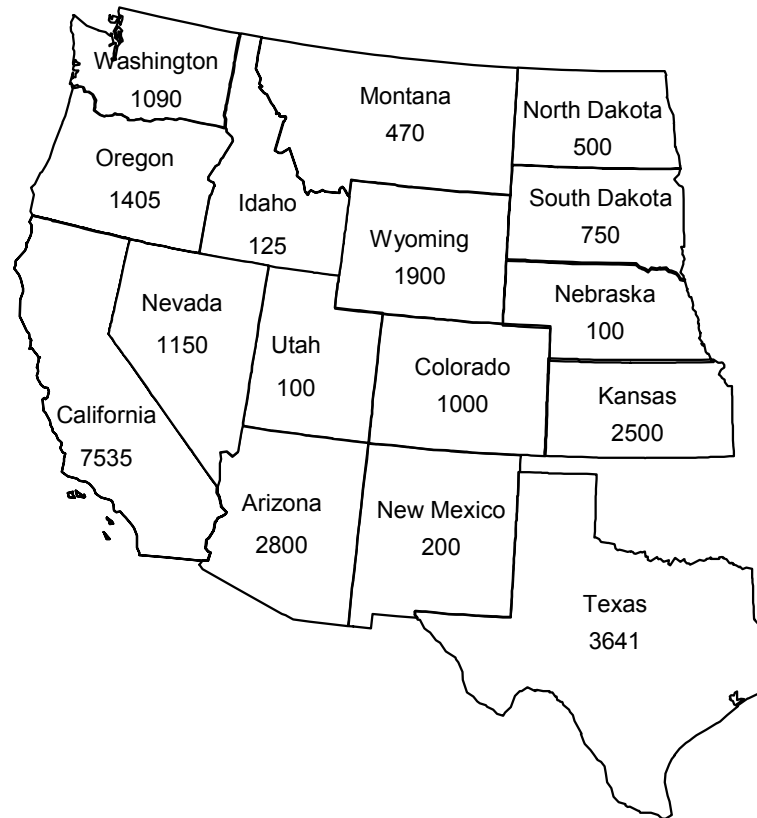 Washington
1090
Montana
470
North Dakota
500
Oregon
1405
Idaho
125
South Dakota
750
Wyoming
1900
Nevada
1150
Nebraska
100
Utah
100
Colorado
1000
Kansas
2500
California
7535
Arizona
2800
New Mexico
200
Texas
3641